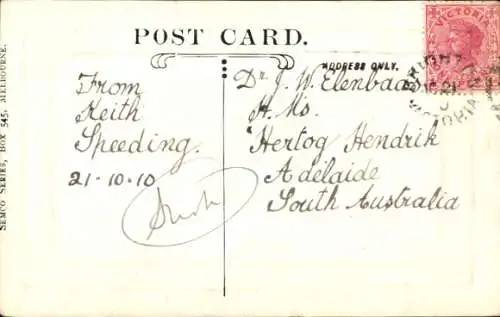 POST CARD.
ADDRESS ONLY.
VICTORIA
From
Keith
Speeding.
21-10-10
Dr. J. W. Elenbaas
H. Ms.
"Hertog Hendrik
Adelaide
South Australia
SEMCO SERIES, BOX 545, MELBOURNE.